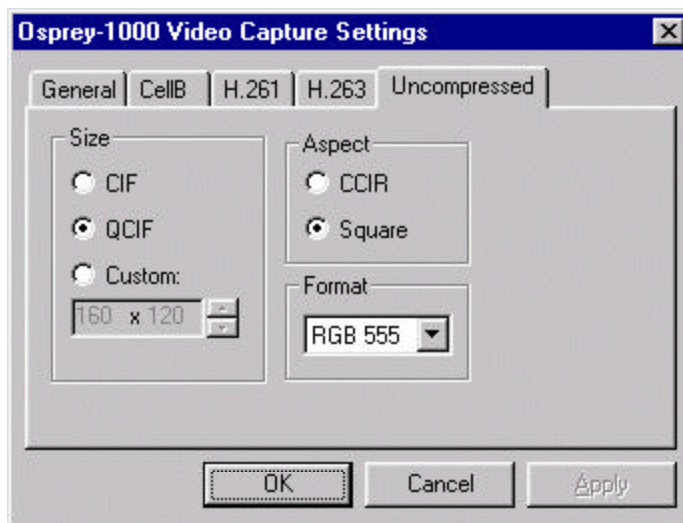 Osprey-1000 Video Capture Settings
General CellB H.261 H.263 Uncompressed
Size
CIF
QCIF
Custom:
160 x 120
Aspect
CCIR
Square
Format
RGB 555
OK Cancel Apply